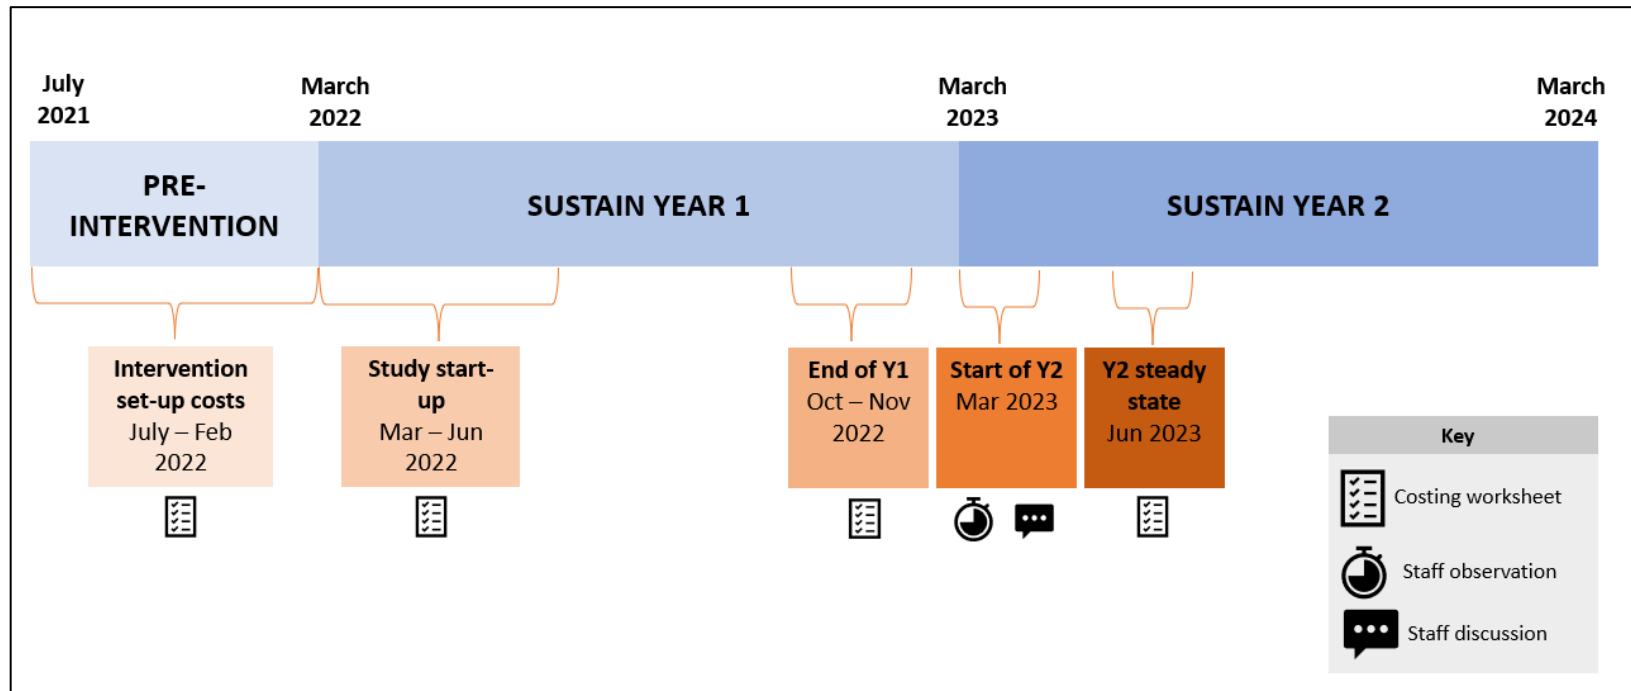 July
2021
March
2022
March
2023
March
2024
PRE-
INTERVENTION
SUSTAIN YEAR 1
SUSTAIN YEAR 2
Intervention
set-up costs
July – Feb
2022
Study start-
up
Mar – Jun
2022
End of Y1
Oct – Nov
2022
Start of Y2
Mar 2023
Y2 steady
state
Jun 2023
Key
Costing worksheet
Staff observation
Staff discussion